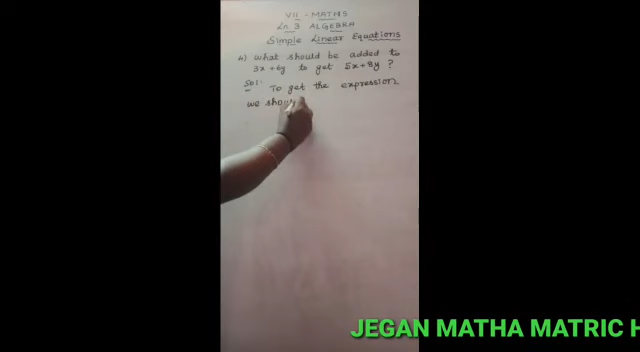 VII - MATHS
Ln. 3 ALGEBRA
Simple Linear Equations
4) What should be added to
3x + 6y to get 5x + 8y ?
Sol:- To get the expression
we shou
JEGAN MATHA MATRIC H